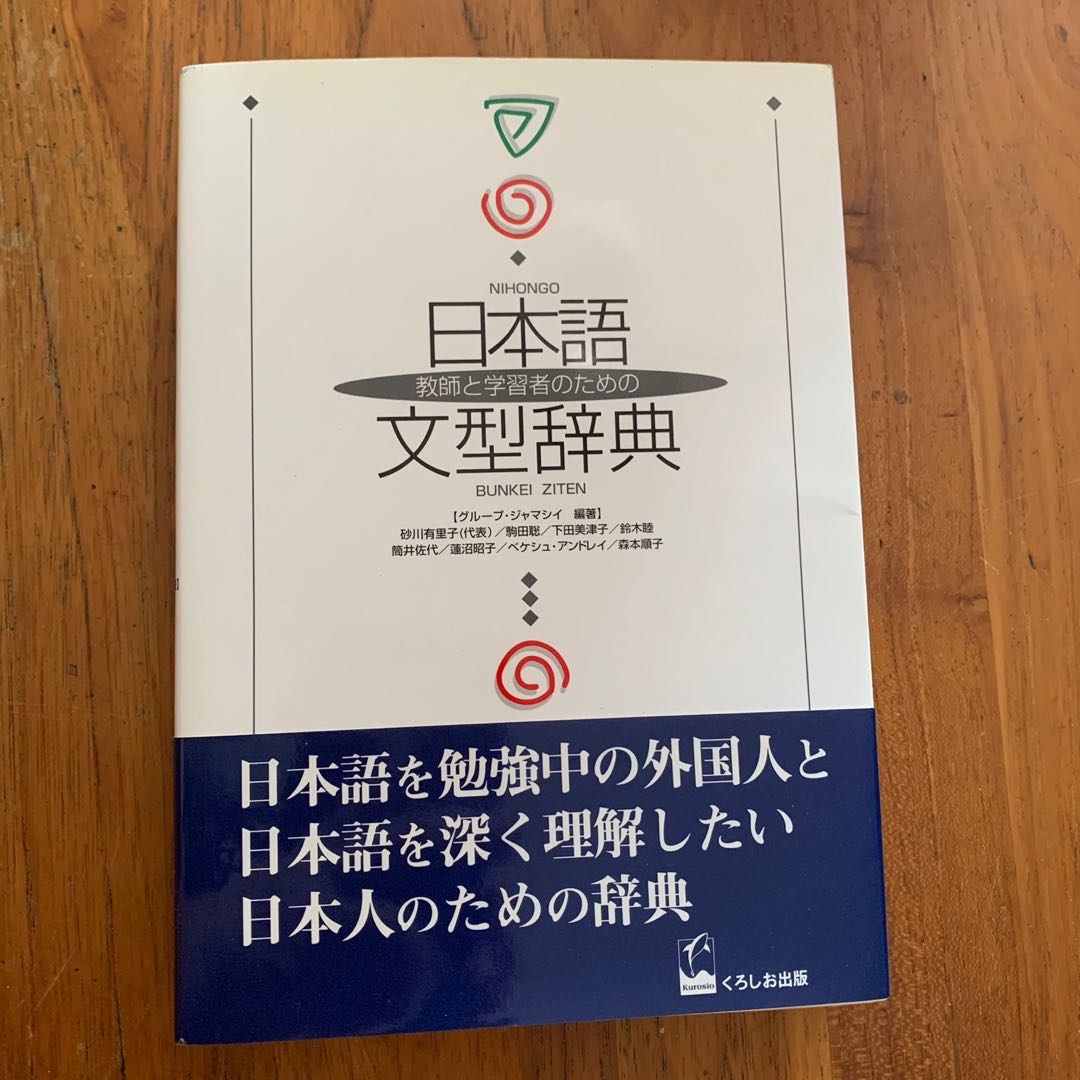 NIHONGO
日本語
教師と学習者のための
文型辞典
BUNKEI ZITEN
【グループ・ジャマシイ 編著】
砂川有里子(代表)／駒田聡／下田美津子／鈴木睦
筒井佐代／蓮沼昭子／ベケシュ・アンドレイ／森本順子
日本語を勉強中の外国人と
日本語を深く理解したい
日本人のための辞典
Kurosio
くろしお出版